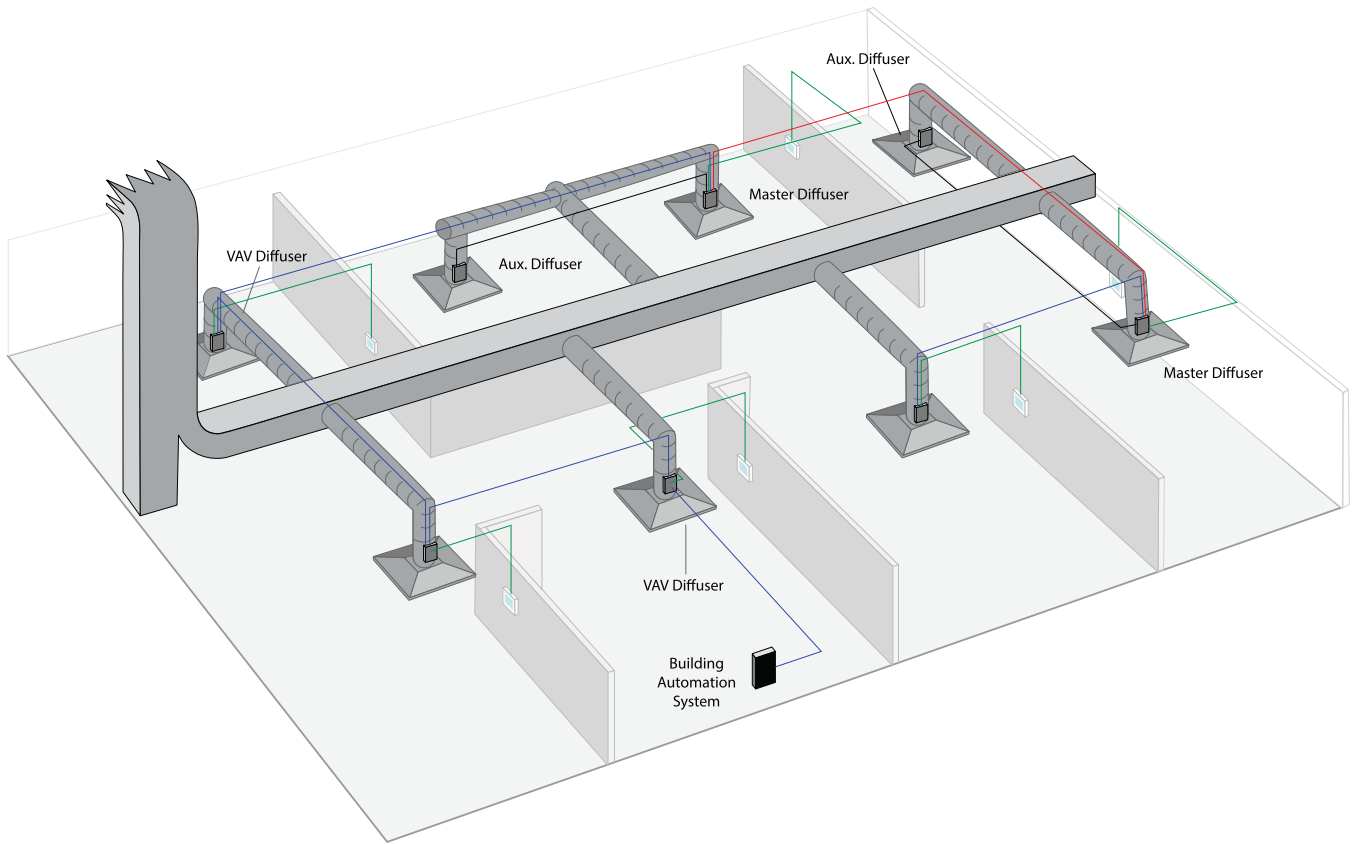 Aux. Diffuser
Master Diffuser
VAV Diffuser
Aux. Diffuser
Master Diffuser
VAV Diffuser
Building
Automation
System